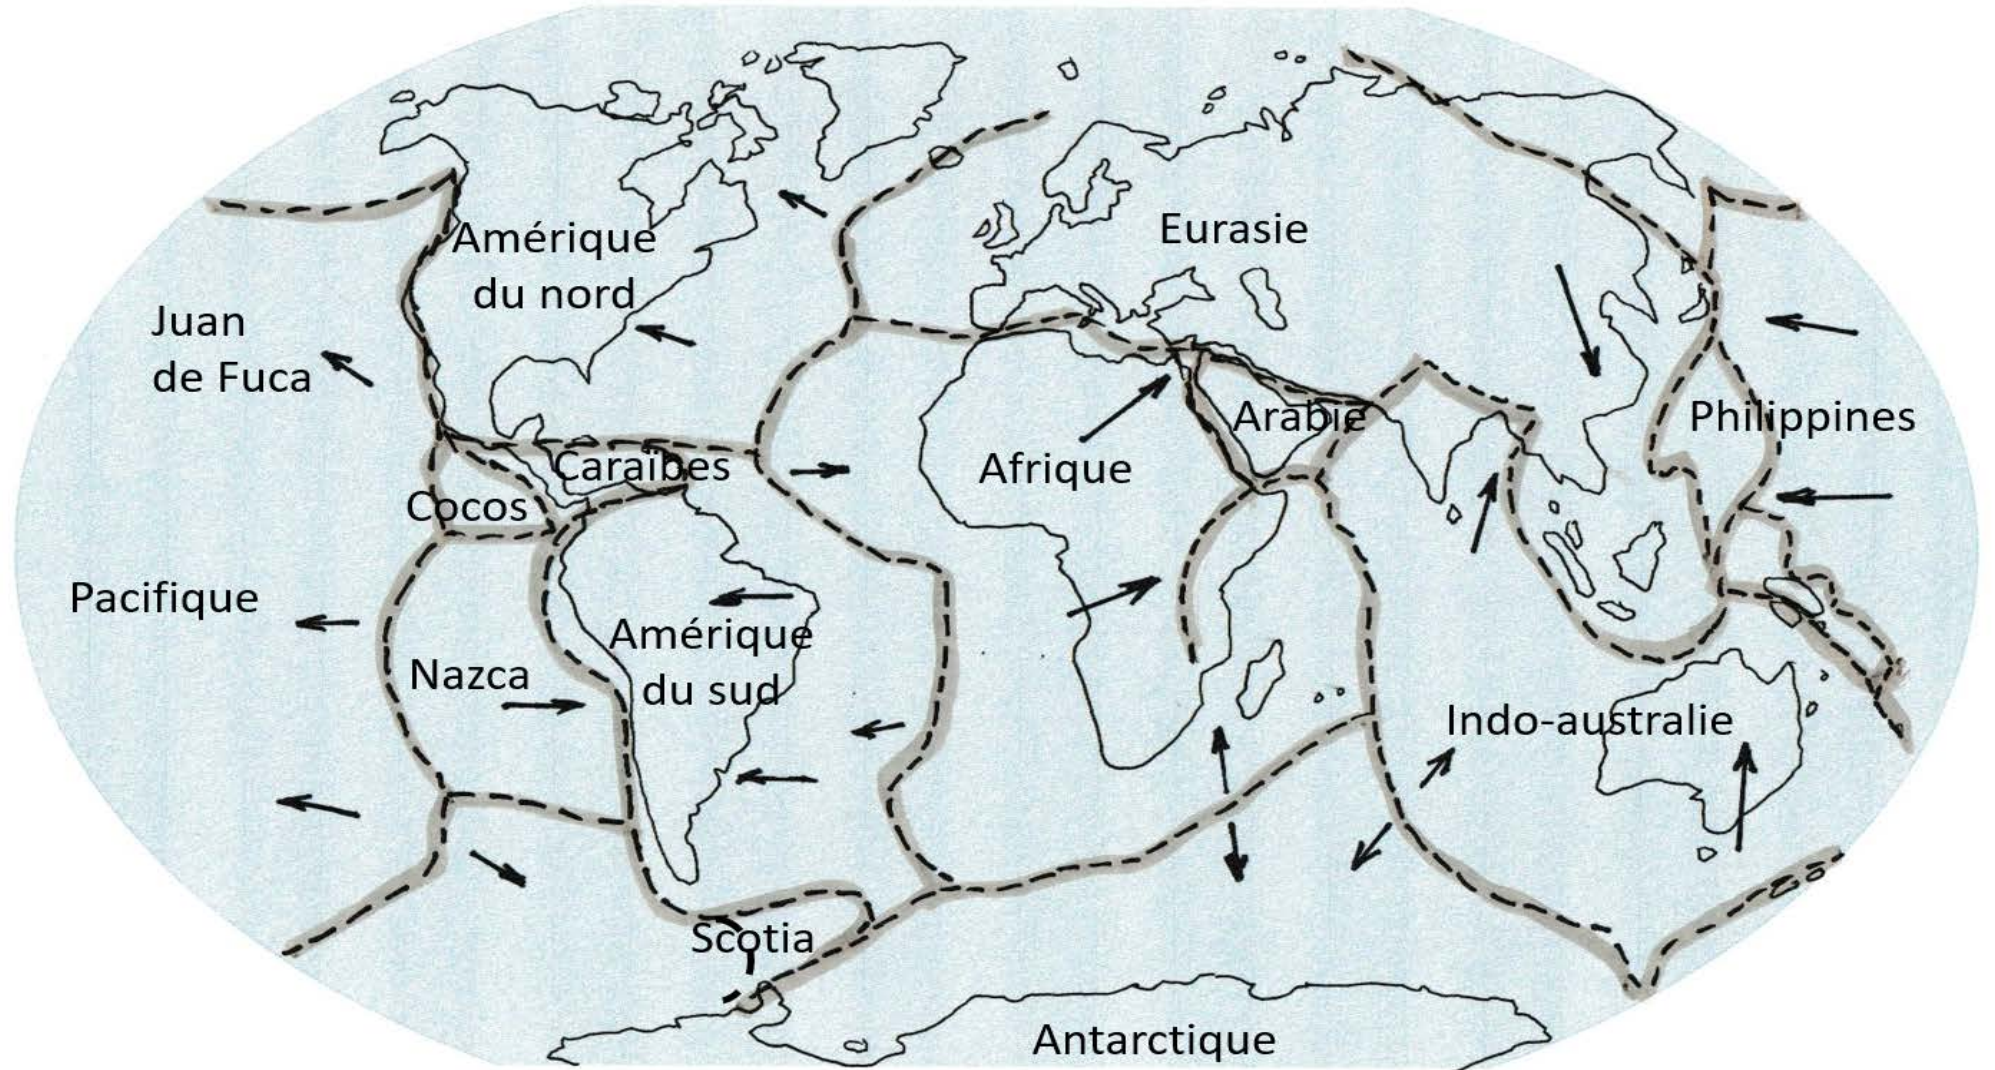 Amérique
du nord
Eurasie
Juan
de Fuca
Caraïbes
Cocos
Afrique
Arabie
Philippines
Pacifique
Nazca
Amérique
du sud
Indo-australie
Scotia
Antarctique